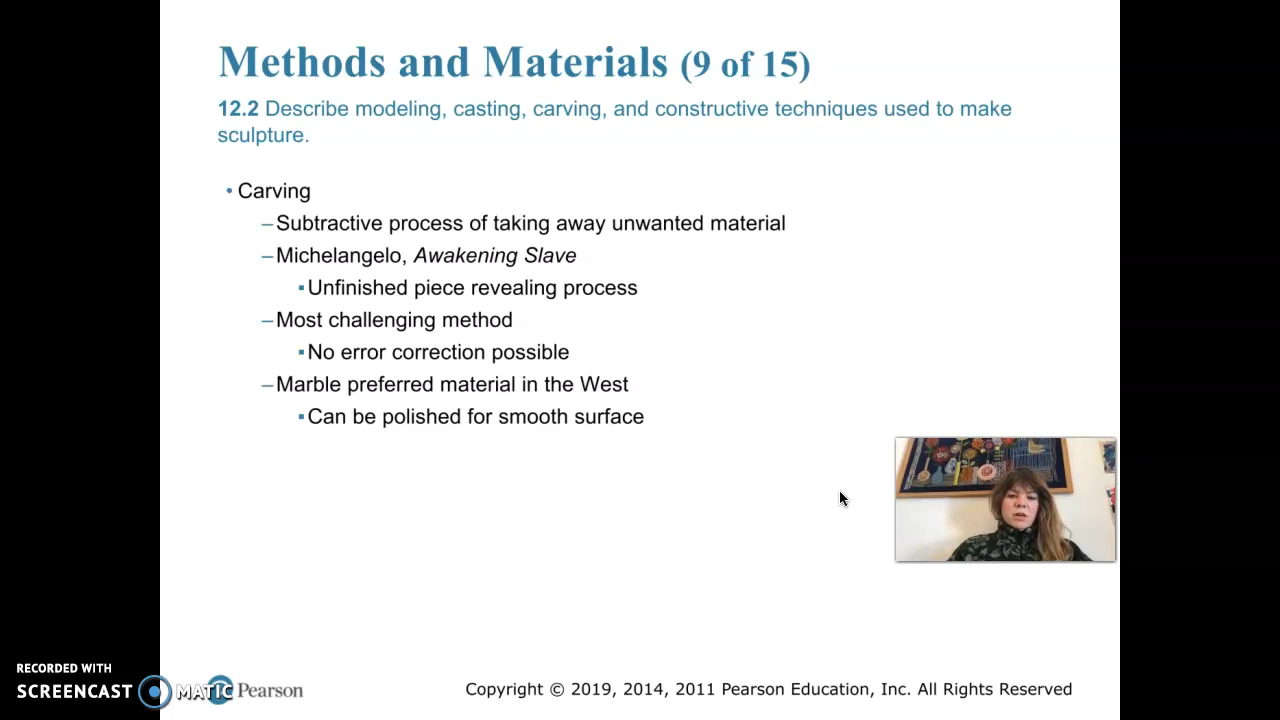 Methods and Materials (9 of 15)
12.2 Describe modeling, casting, carving, and constructive techniques used to make
sculpture.
• Carving
–Subtractive process of taking away unwanted material
–Michelangelo, Awakening Slave
▪Unfinished piece revealing process
–Most challenging method
▪No error correction possible
–Marble preferred material in the West
▪Can be polished for smooth surface
RECORDED WITH
SCREENCAST MATIC
Pearson
Copyright © 2019, 2014, 2011 Pearson Education, Inc. All Rights Reserved